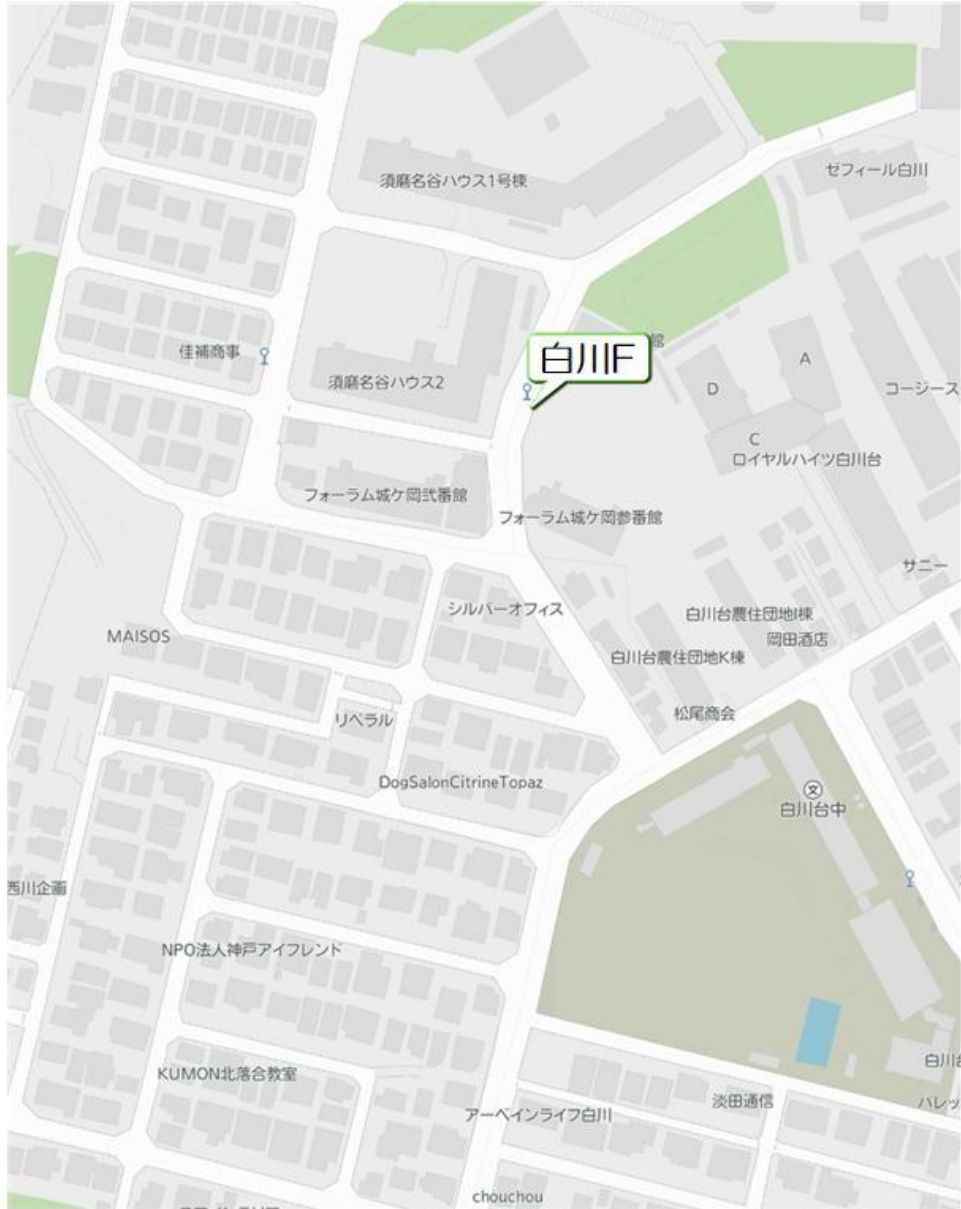 ゼフィール白川
須磨名谷ハウス1号棟
館
白川F
佳補商事
須磨名谷ハウス2
A
D
コージース
C
ロイヤルハイツ白川台
フォーラム城ケ岡弐番館
フォーラム城ケ岡参番館
サニー
シルバーオフィス
白川台農住団地I棟
岡田酒店
MAISOS
白川台農住団地K棟
リベラル
松尾商会
DogSalonCitrineTopaz
文
白川台中
西川企画
NPO法人神戸アイフレンド
白川台
KUMON北落合教室
淡田通信
パレッ
アーベインライフ白川
chouchou